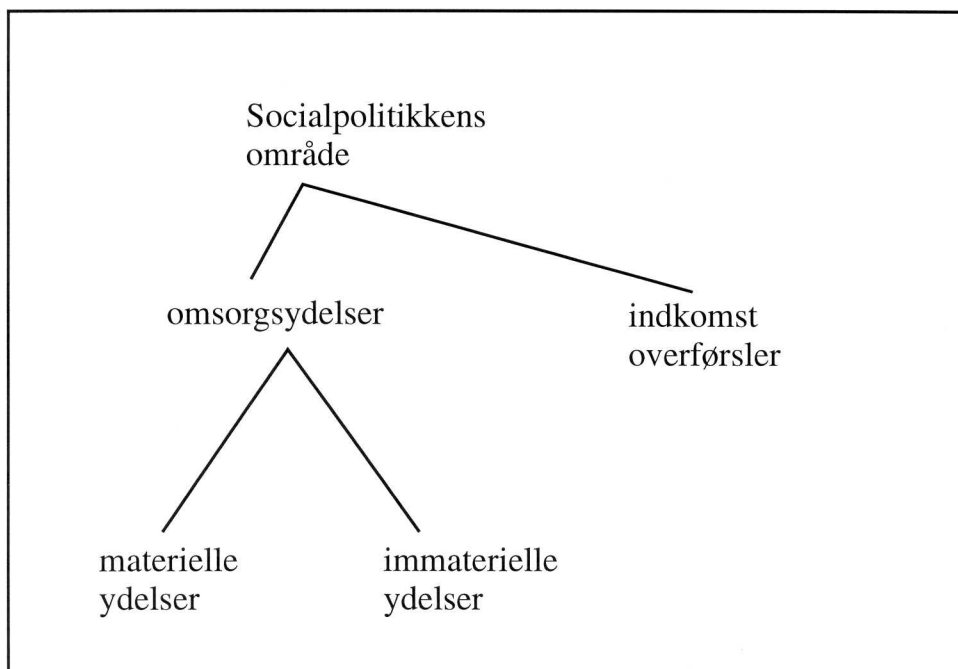 Socialpolitikkens
område
omsorgsydelser
indkomst
overførsler
materielle
ydelser
immaterielle
ydelser